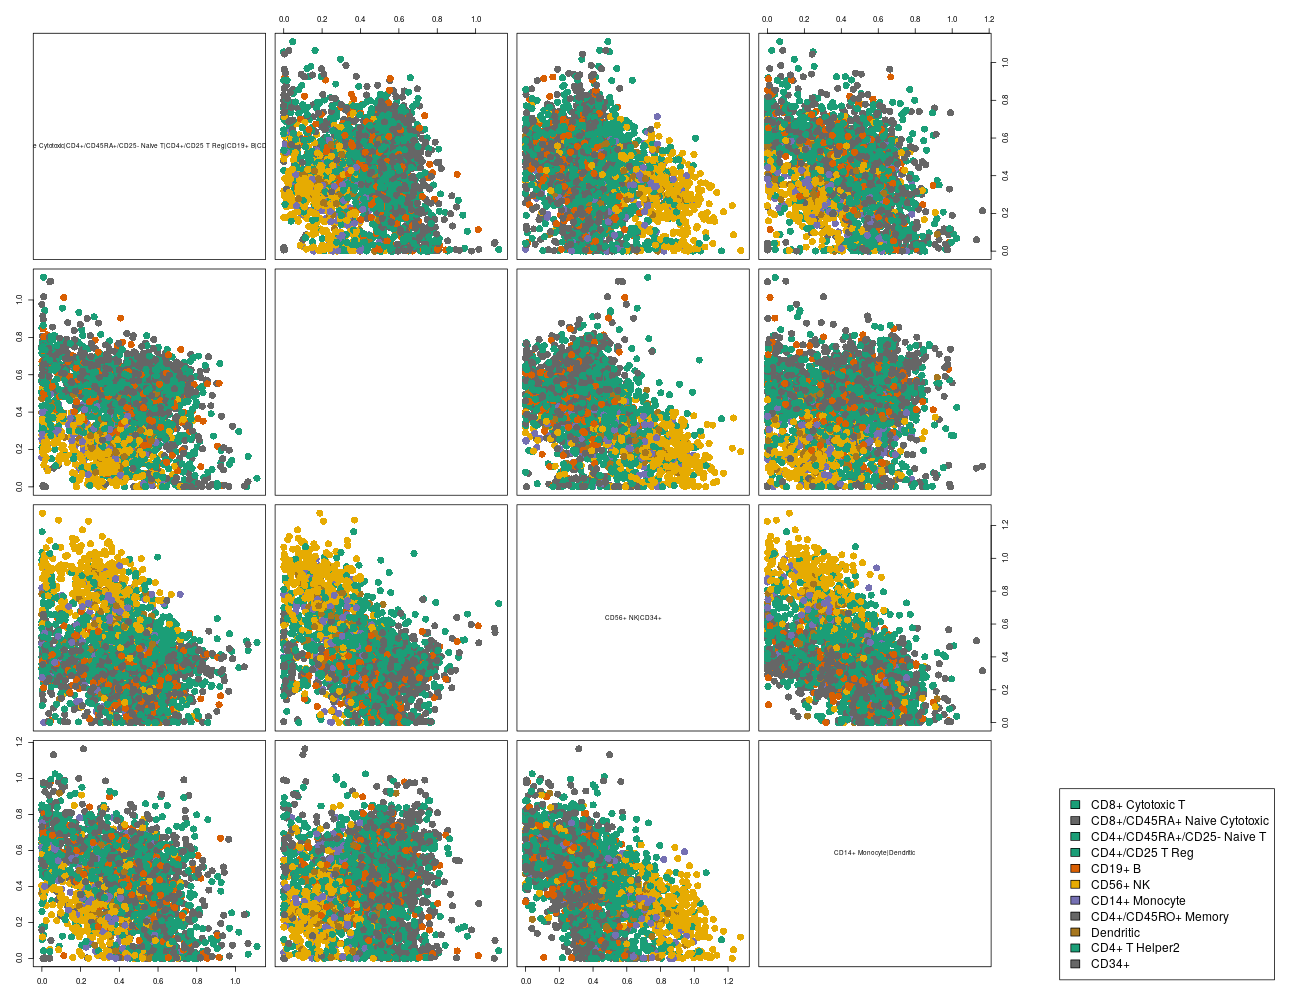 0.0 0.2 0.4 0.6 0.8 1.0
0.0 0.2 0.4 0.6 0.8 1.0 1.2
e Cytotoxic|CD4+/CD45RA+/CD25- Naive T|CD4+/CD25 T Reg|CD19+ B|CD
0.0 0.2 0.4 0.6 0.8 1.0
0.0 0.2 0.4 0.6 0.8 1.0
CD56+ NK|CD34+
0.0 0.2 0.4 0.6 0.8 1.0 1.2
CD14+ Monocyte|Dendritic
0.0 0.2 0.4 0.6 0.8 1.0 1.2
0.0 0.2 0.4 0.6 0.8 1.0
0.0 0.2 0.4 0.6 0.8 1.0 1.2
CD8+ Cytotoxic T
CD8+/CD45RA+ Naive Cytotoxic
CD4+/CD45RA+/CD25- Naive T
CD4+/CD25 T Reg
CD19+ B
CD56+ NK
CD14+ Monocyte
CD4+/CD45RO+ Memory
Dendritic
CD4+ T Helper2
CD34+